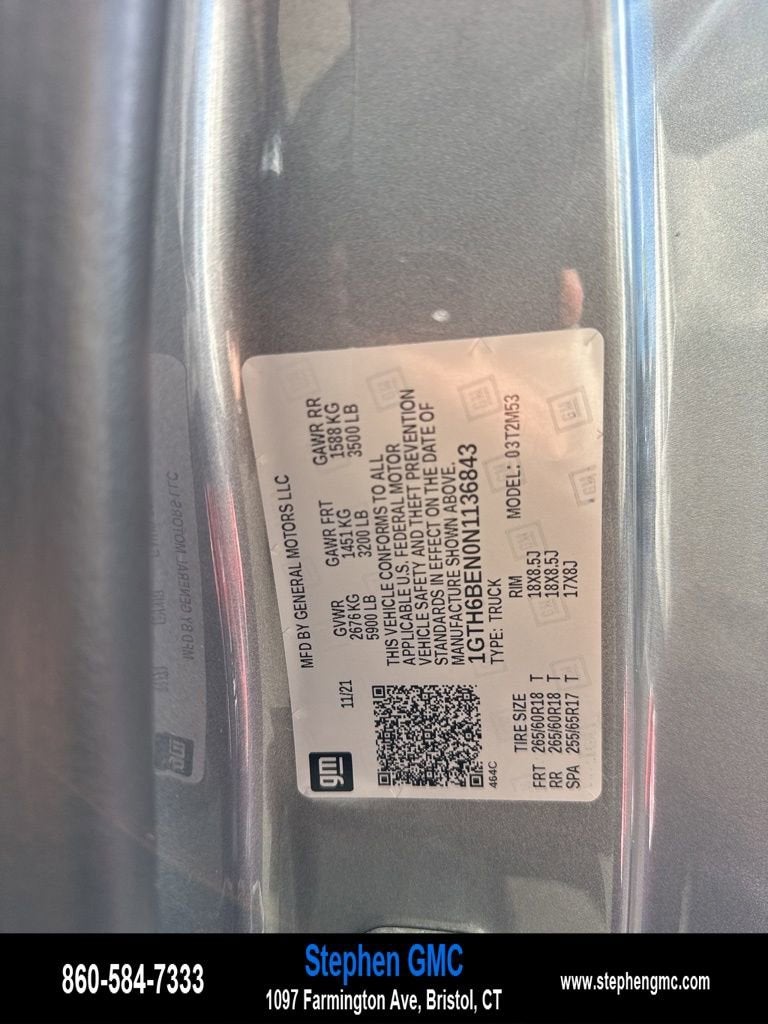 gm
MFD BY GENERAL MOTORS LLC
11/21
GVWR
2676 KG
5900 LB
GAWR FRT
1451 KG
3200 LB
GAWR RR
1588 KG
3500 LB
THIS VEHICLE CONFORMS TO ALL
APPLICABLE U.S. FEDERAL MOTOR
VEHICLE SAFETY AND THEFT PREVENTION
STANDARDS IN EFFECT ON THE DATE OF
MANUFACTURE SHOWN ABOVE.
1GTH6BEN0N1136843
TYPE: TRUCK MODEL: 03T2M53
464C
TIRE SIZE RIM
FRT 265/60R18 T 18X8.5J
RR 265/60R18 T 18X8.5J
SPA 255/65R17 T 17X8J
860-584-7333
Stephen GMC
1097 Farmington Ave, Bristol, CT
www.stephengmc.com